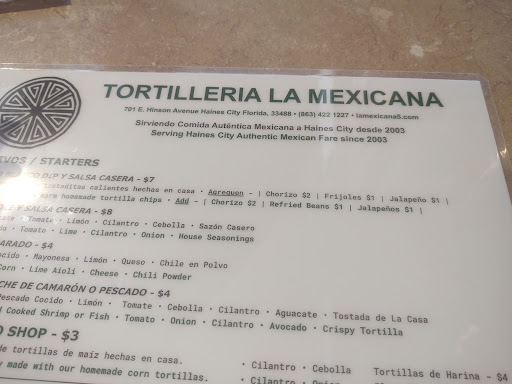 TORTILLERIA LA MEXICANA
701 E. Hinson Avenue Haines City Florida, 33488 • (863) 422 1227 • lamexicana5.com
Sirviendo Comida Auténtica Mexicana a Haines City desde 2003
Serving Haines City Authentic Mexican Fare since 2003
/ STARTERS
DIP Y SALSA CASERA - $7
calientes hechas en casa • Agreguen - | Chorizo $2 | Frijoles $1 | Jalapeño $1 |
homemade tortilla chips • Add - | Chorizo $2 | Refried Beans $1 | Jalapeños $1 |
Y SALSA CASERA - $8
• Tomate • Limón • Cilantro • Cebolla • Sazón Casero
• Tomato • Lime • Cilantro • Onion • House Seasonings
- $4
• Mayonesa • Limón • Queso • Chile en Polvo
Corn • Lime Aioli • Cheese • Chili Powder
DE CAMARÓN O PESCADO - $4
Pescado Cocido • Limón • Tomate • Cebolla • Cilantro • Aguacate • Tostada de La Casa
Cooked Shrimp or Fish • Tomato • Onion • Cilantro • Avocado • Crispy Tortilla
SHOP - $3
de tortillas de maíz hechas en casa.
made with our homemade corn tortillas.
• Cilantro • Cebolla
Tortillas de Harina - $4
• Cilantro